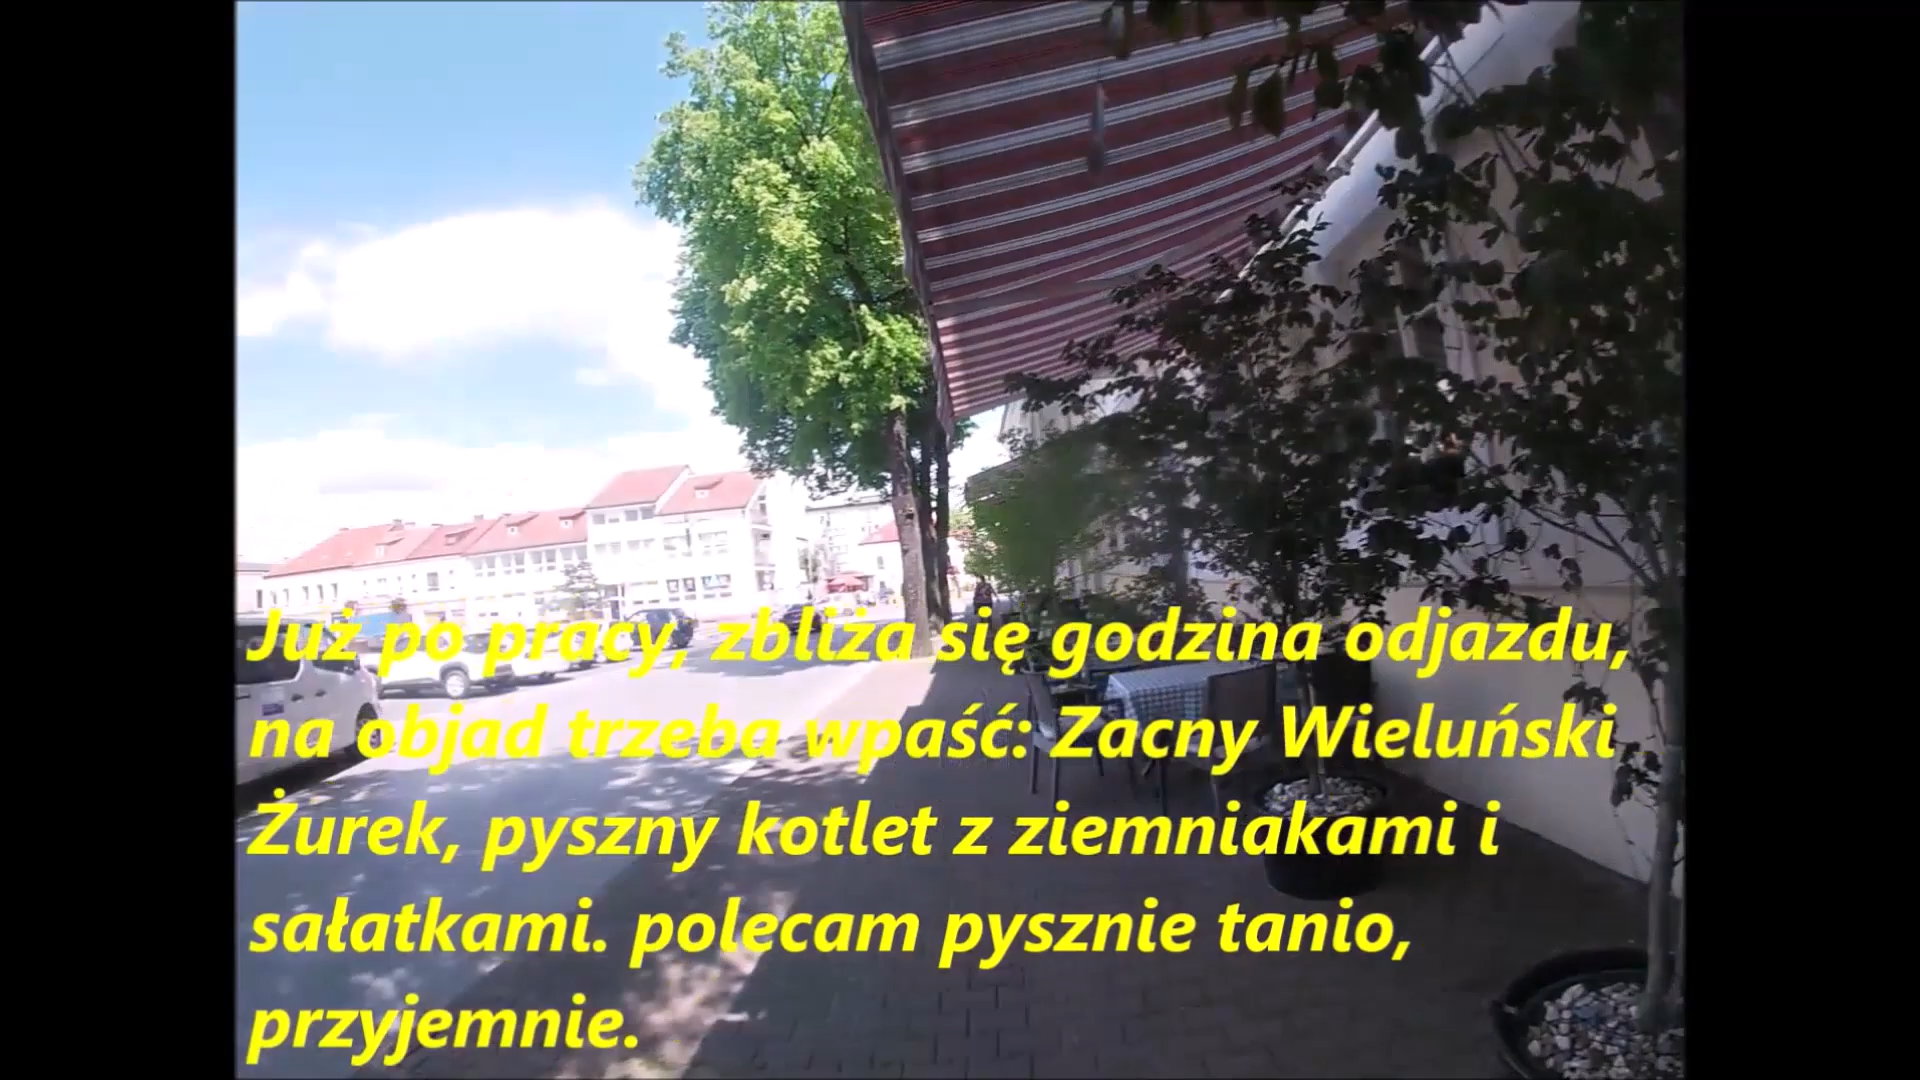 Już po pracy, zbliża się godzina odjazdu,
na objad trzeba wpaść: Zacny Wieluński
Żurek, pyszny kotlet z ziemniakami i
sałatkami. polecam pysznie tanio,
przyjemnie.